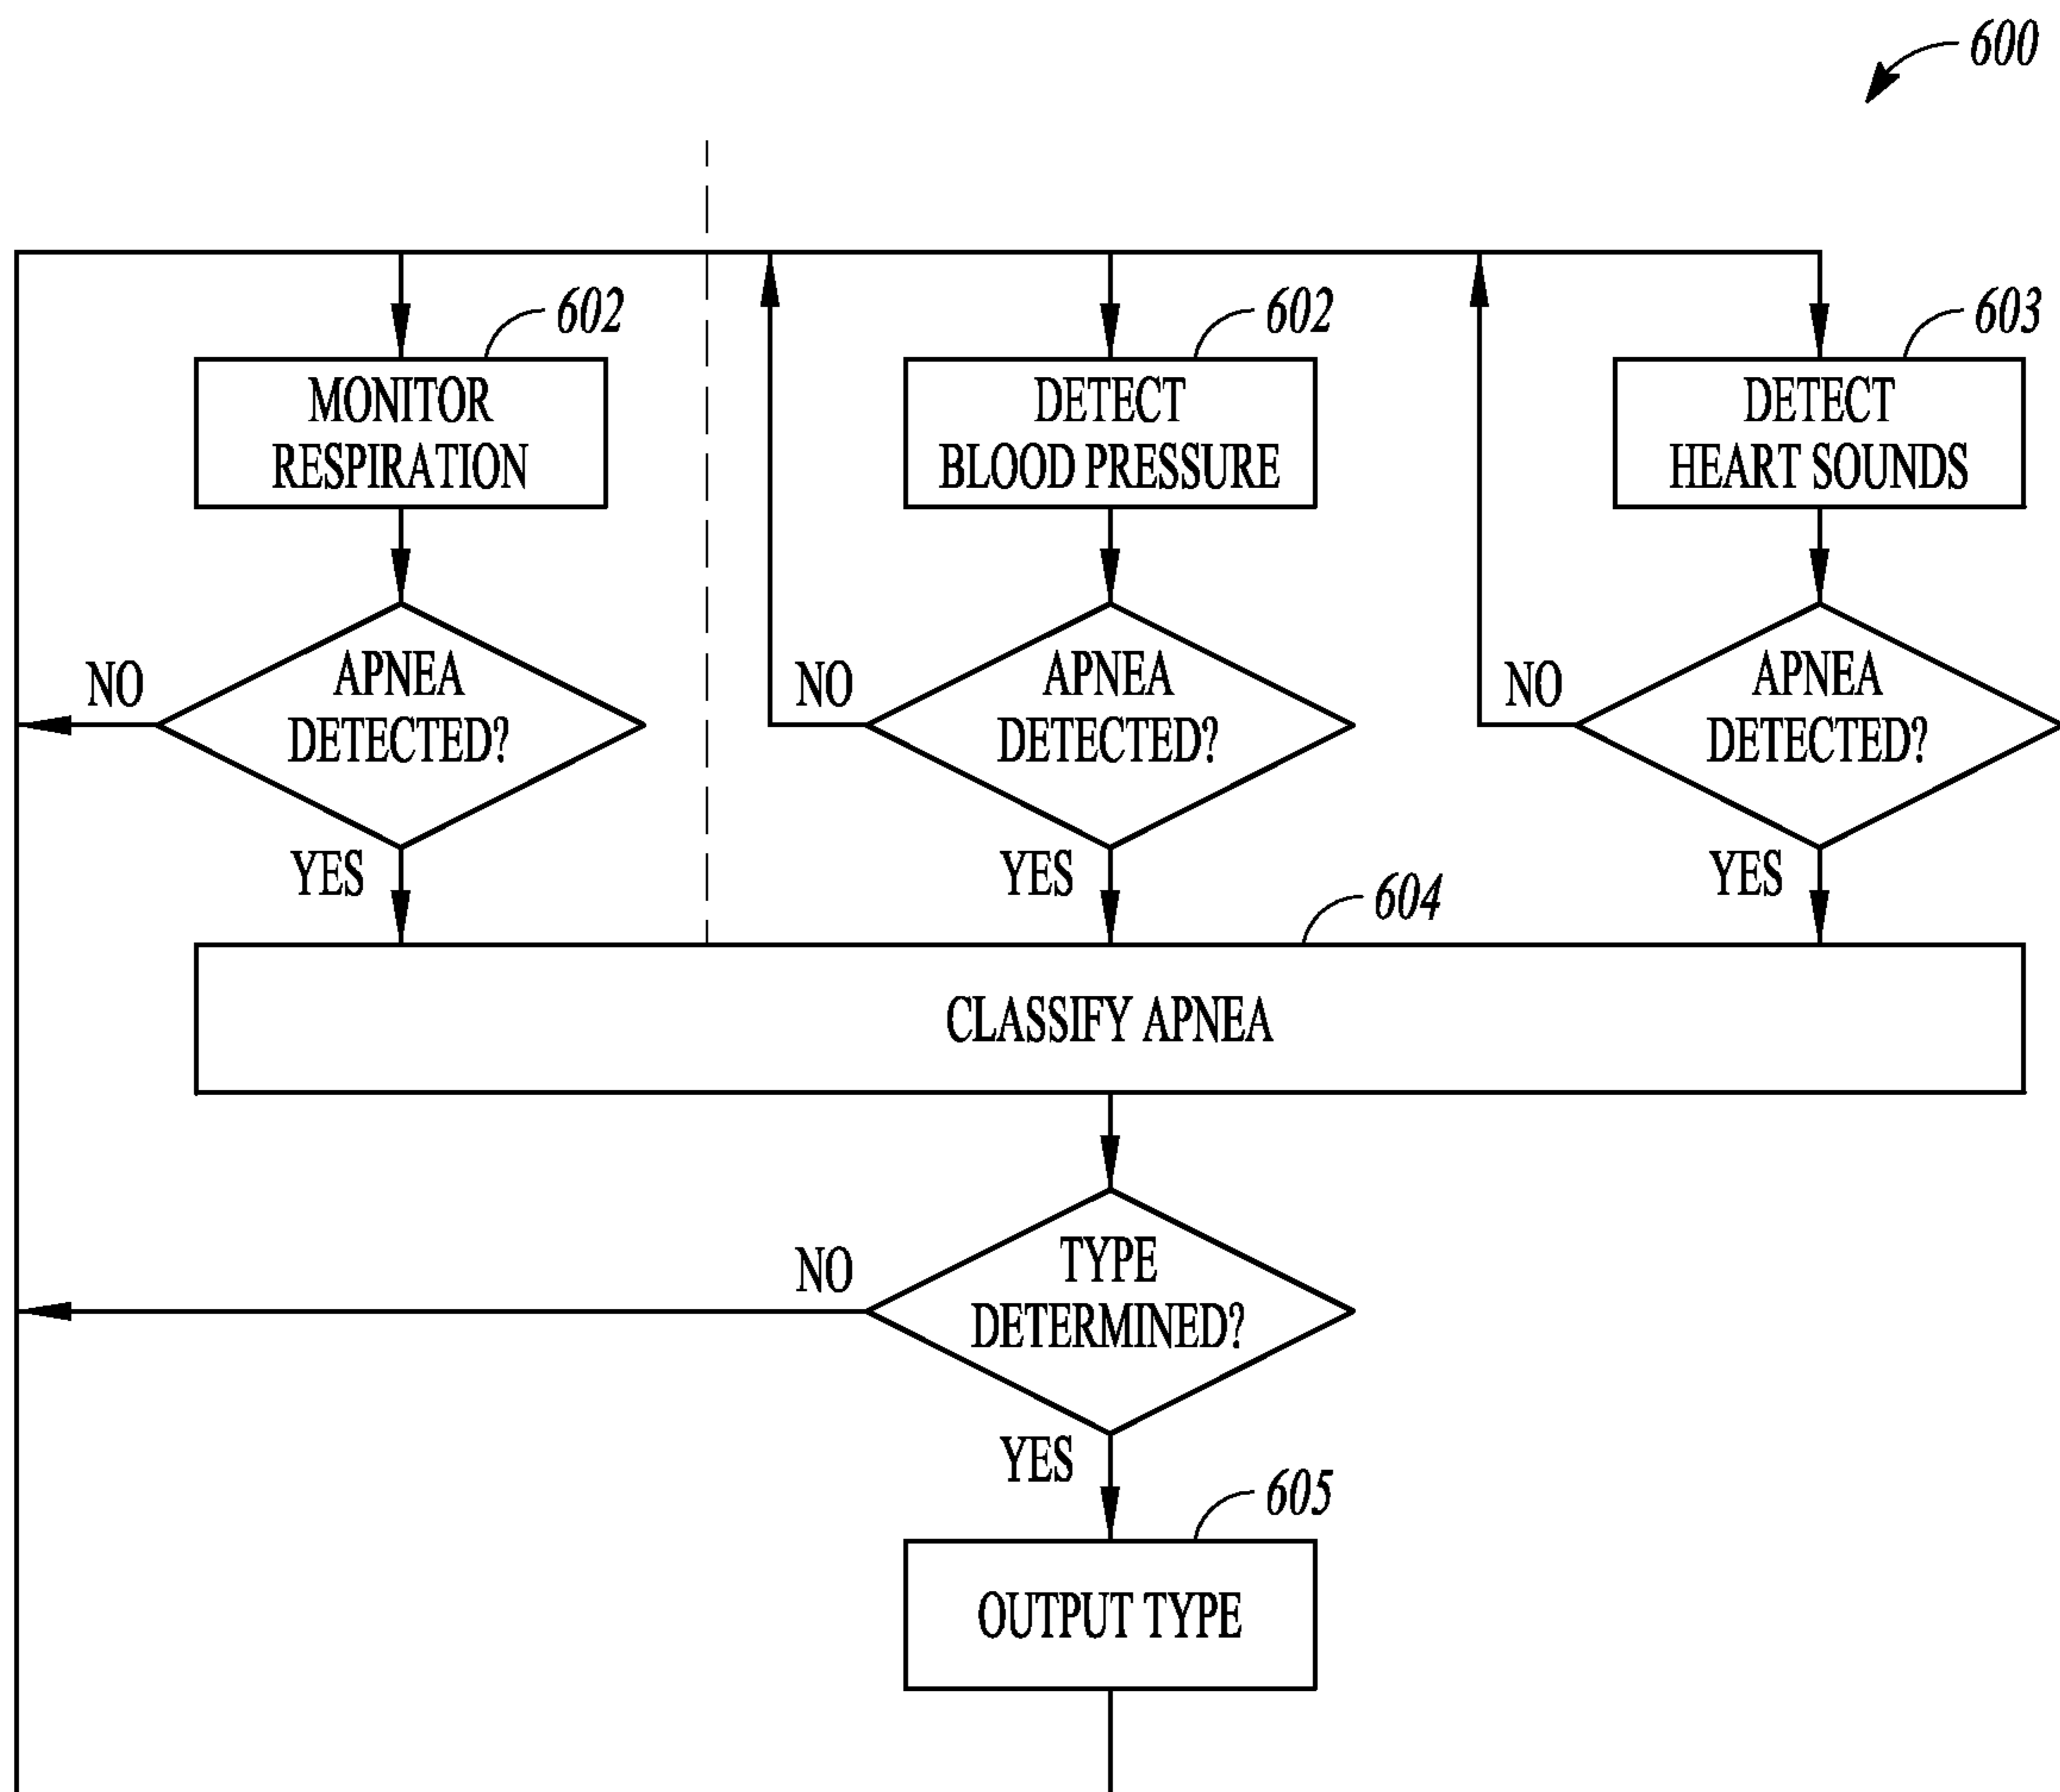 600
602
MONITOR
RESPIRATION
602
DETECT
BLOOD PRESSURE
603
DETECT
HEART SOUNDS
NO
APNEA
DETECTED?
YES
NO
APNEA
DETECTED?
YES
NO
APNEA
DETECTED?
YES
604
CLASSIFY APNEA
NO
TYPE
DETERMINED?
YES
605
OUTPUT TYPE